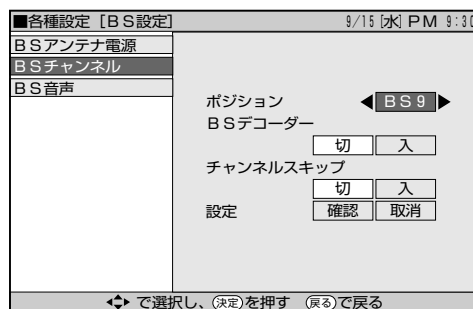 ■各種設定［ＢＳ設定］ 9/15［水］ＰＭ 9:30
ＢＳアンテナ電源
ＢＳチャンネル
ＢＳ音声
ポジション ◀ ＢＳ９ ▶
ＢＳデコーダー
切 入
チャンネルスキップ
切 入
設定 確認 取消
で選択し、決定を押す 戻るで戻る